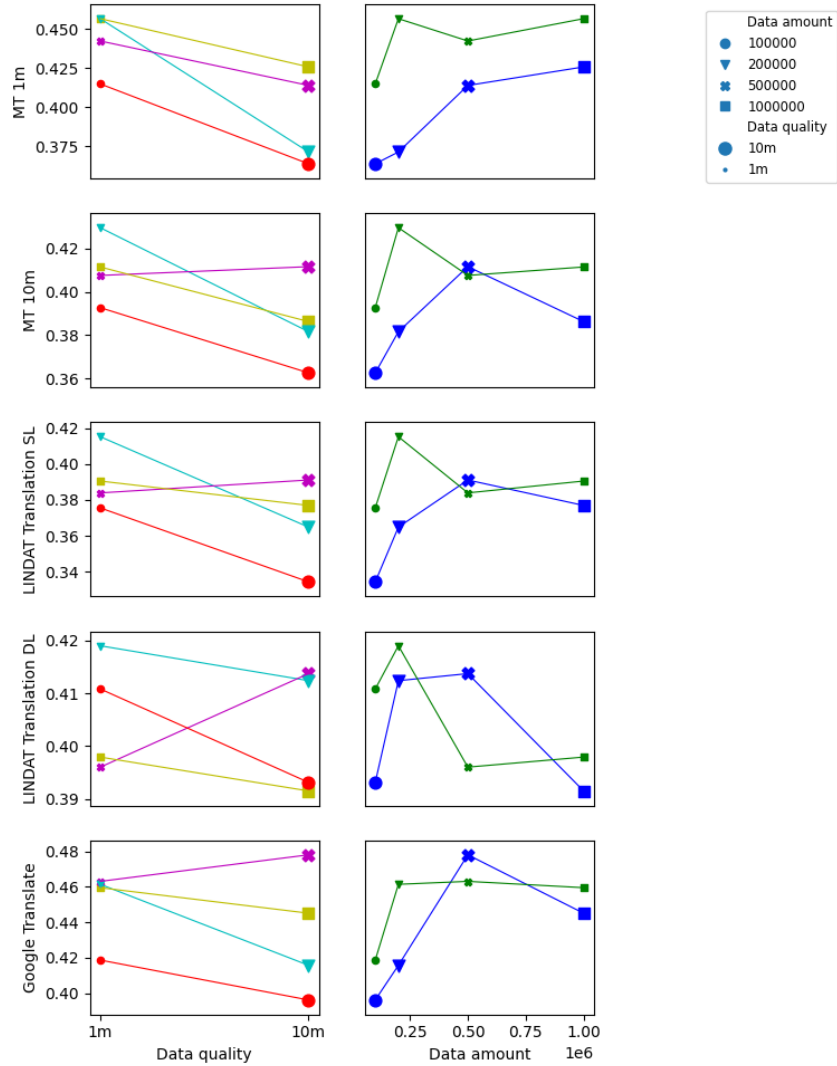 0.450
0.425
0.400
0.375
MT 1m
Data amount
100000
200000
500000
1000000
Data quality
10m
1m
0.42
0.40
0.38
0.36
MT 10m
0.42
0.40
0.38
0.36
0.34
LINDAT Translation SL
0.42
0.41
0.40
0.39
LINDAT Translation DL
0.48
0.46
0.44
0.42
0.40
Google Translate
1m 10m
Data quality
0.25 0.50 0.75 1.00
1e6
Data amount